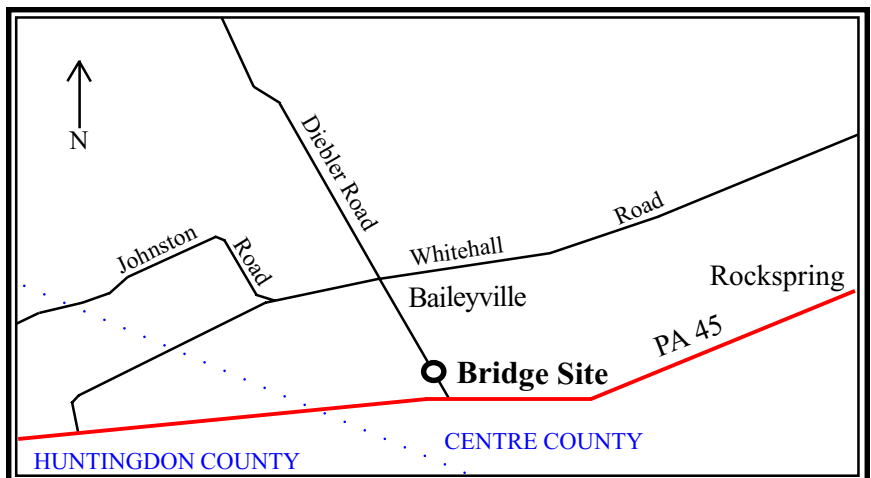 N
Diebler Road
Johnston
Road
Whitehall
Road
Baileyville
Rockspring
PA 45
Bridge Site
CENTRE COUNTY
HUNTINGDON COUNTY